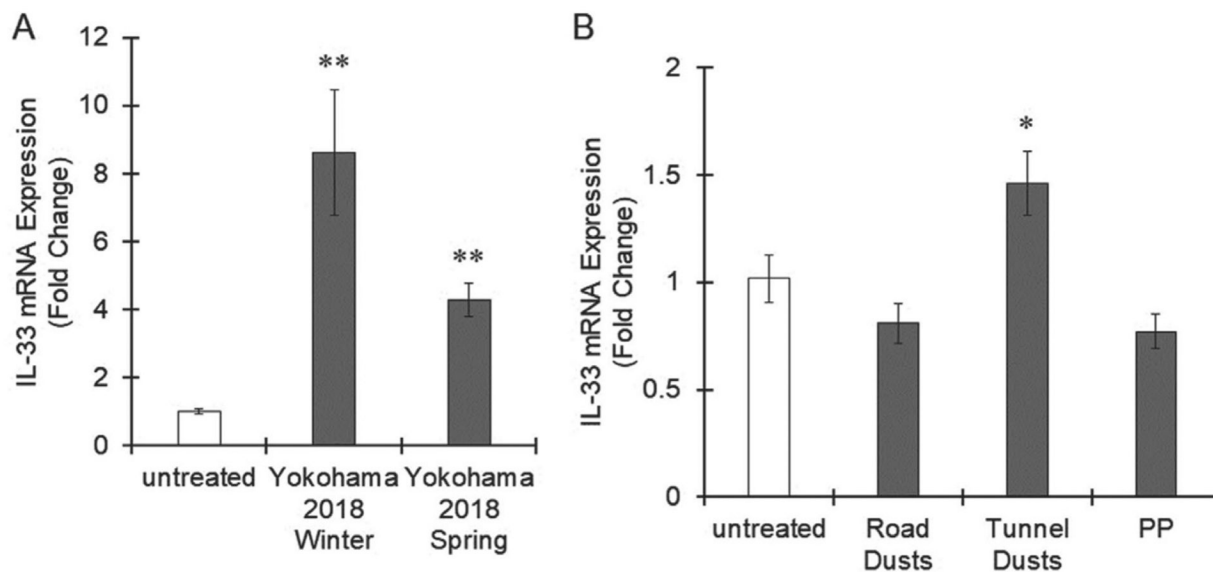 A
IL-33 mRNA Expression
(Fold Change)
12
10
8
6
4
2
0
**
**
untreated
Yokohama
2018
Winter
Yokohama
2018
Spring
B
IL-33 mRNA Expression
(Fold Change)
2
1.5
1
0.5
0
*
untreated
Road
Dusts
Tunnel
Dusts
PP